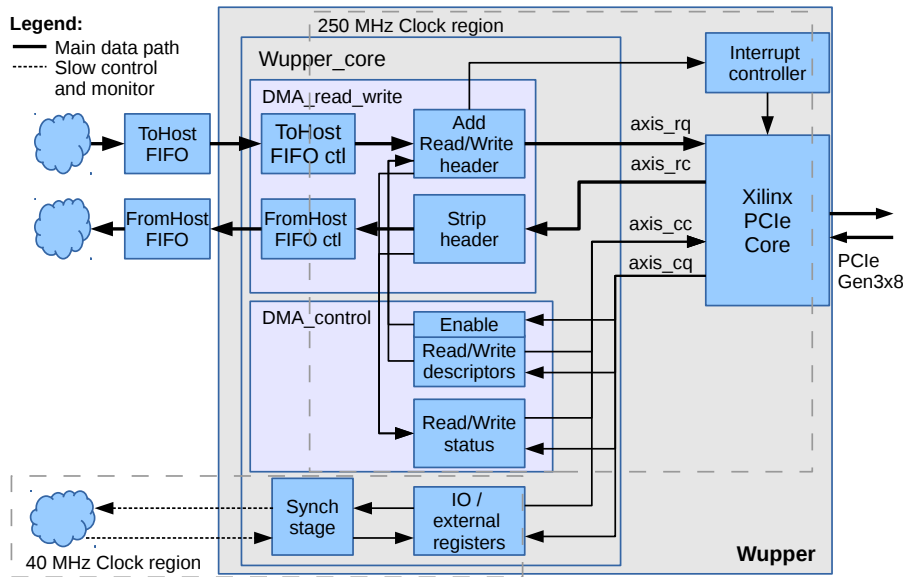 Legend:
Main data path
Slow control
and monitor
250 MHz Clock region
Wupper_core
DMA_read_write
Interrupt
controller
ToHost
FIFO
ToHost
FIFO ctl
Add
Read/Write
header
axis_rq
axis_rc
Xilinx
PCIe
Core
FromHost
FIFO
FromHost
FIFO ctl
Strip
header
axis_cc
axis_cq
PCIe
Gen3x8
DMA_control
Enable
Read/Write
descriptors
Read/Write
status
Synch
stage
IO /
external
registers
40 MHz Clock region
Wupper